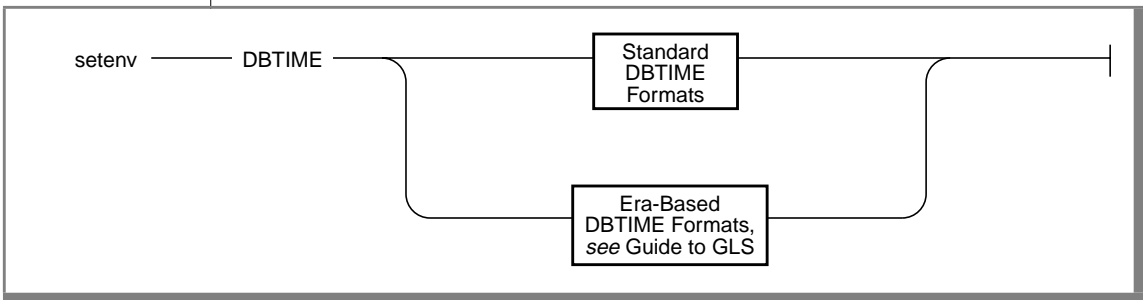 setenv DBTIME
Standard
DBTIME
Formats
Era-Based
DBTIME Formats,
see Guide to GLS